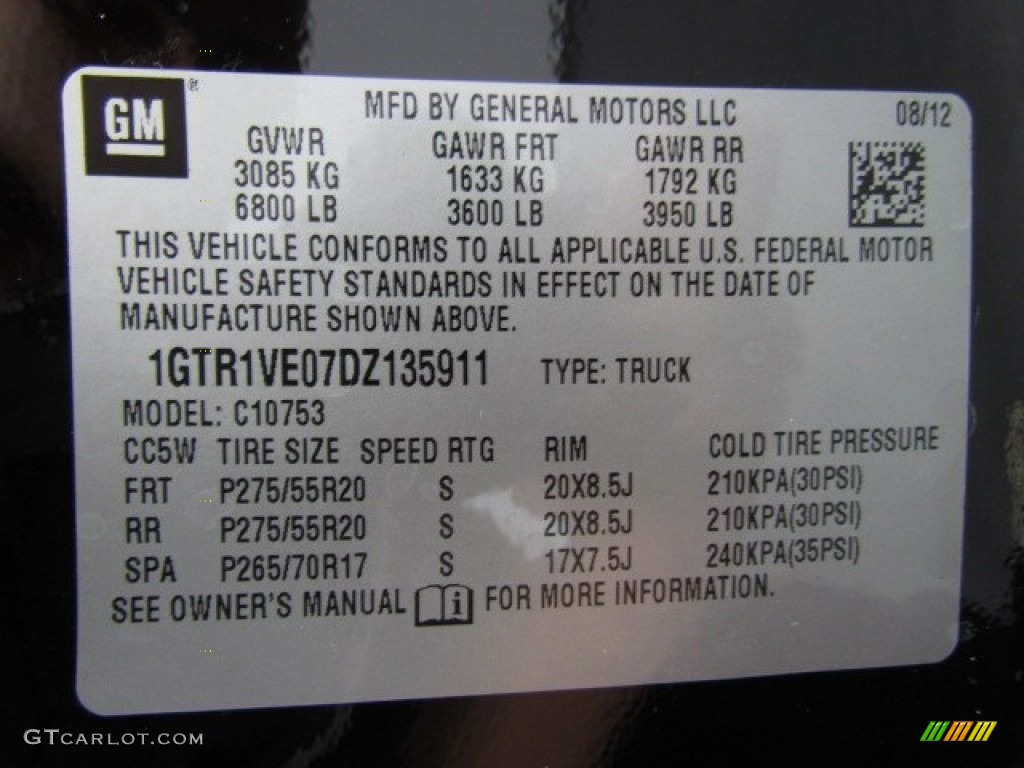 GM ®
MFD BY GENERAL MOTORS LLC 08/12
GVWR GAWR FRT GAWR RR
3085 KG 1633 KG 1792 KG
6800 LB 3600 LB 3950 LB
THIS VEHICLE CONFORMS TO ALL APPLICABLE U.S. FEDERAL MOTOR
VEHICLE SAFETY STANDARDS IN EFFECT ON THE DATE OF
MANUFACTURE SHOWN ABOVE.
1GTR1VE07DZ135911 TYPE: TRUCK
MODEL: C10753
CC5W TIRE SIZE SPEED RTG RIM COLD TIRE PRESSURE
FRT P275/55R20 S 20X8.5J 210KPA(30PSI)
RR P275/55R20 S 20X8.5J 210KPA(30PSI)
SPA P265/70R17 S 17X7.5J 240KPA(35PSI)
SEE OWNER'S MANUAL i FOR MORE INFORMATION.
GTCARLOT.COM